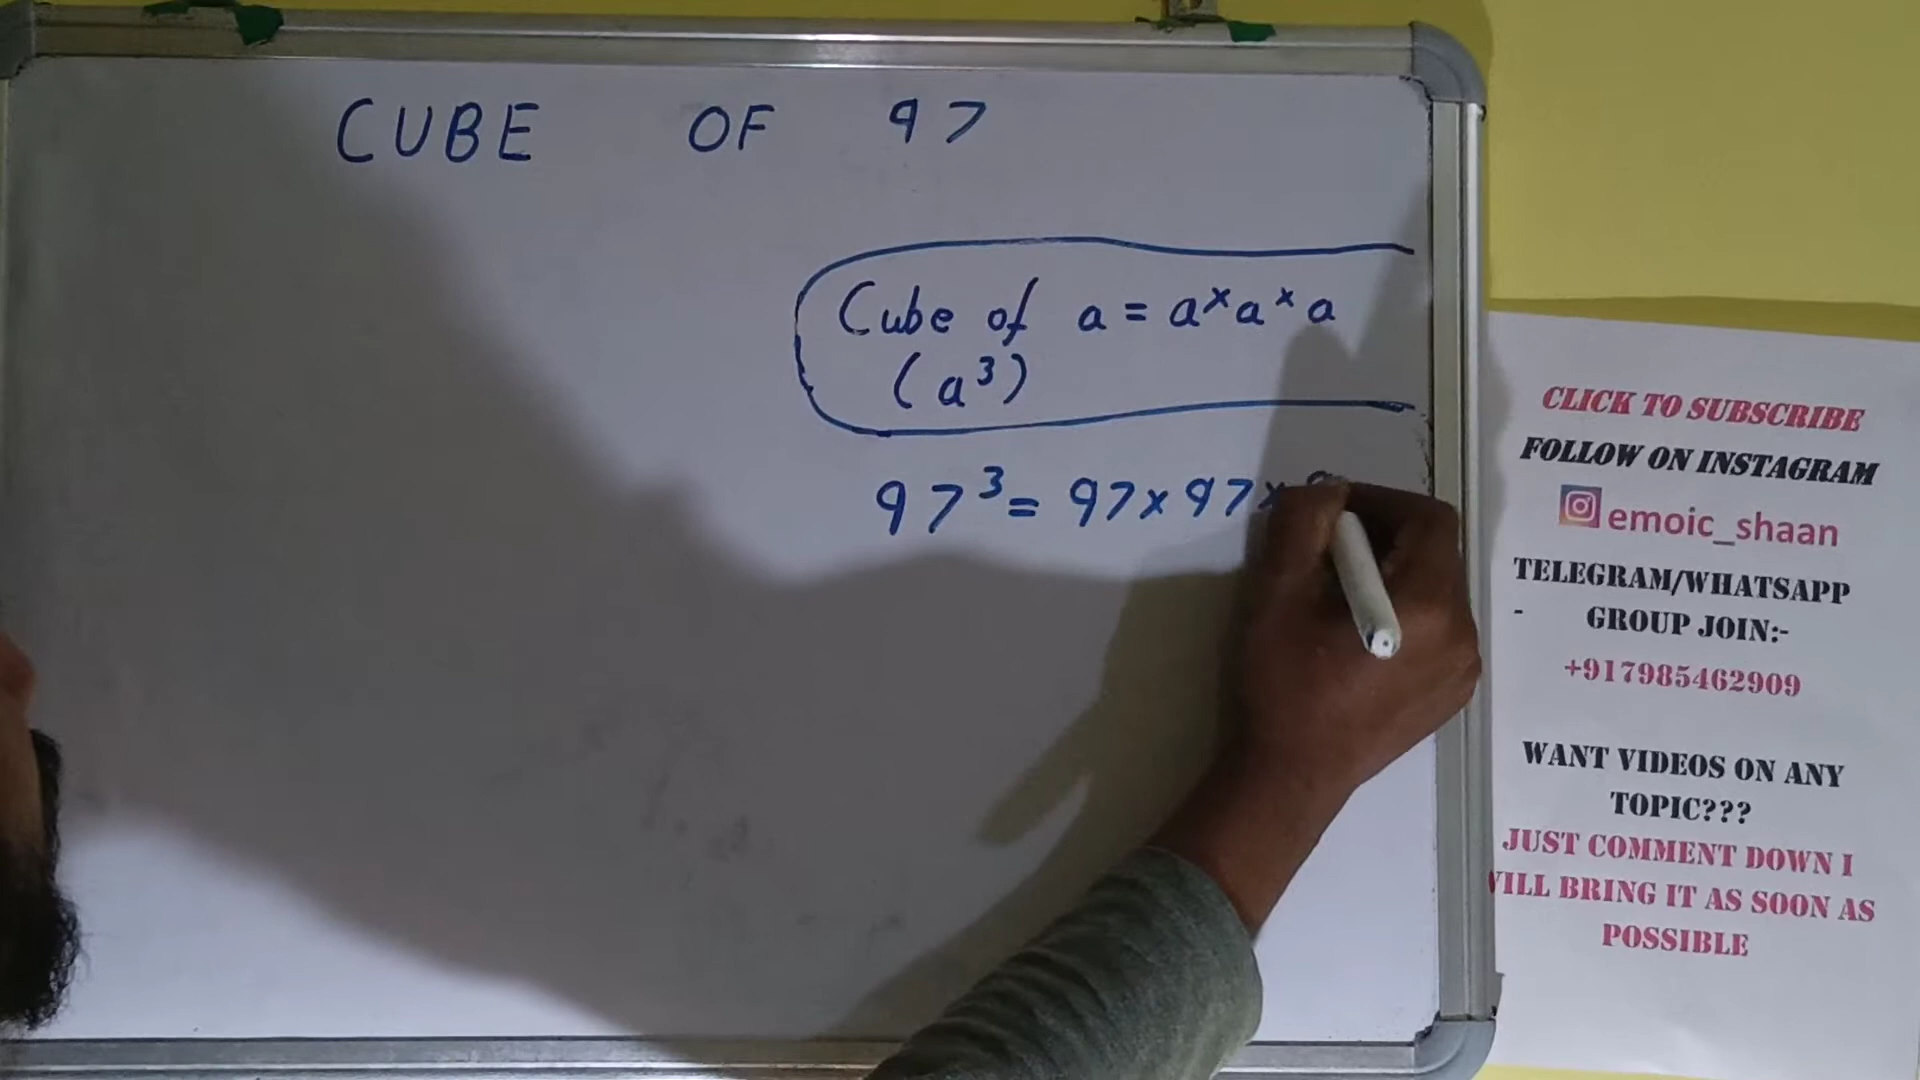 CUBE OF 97
Cube of a = a × a × a
(a³)
97³ = 97 × 97 ×
CLICK TO SUBSCRIBE
FOLLOW ON INSTAGRAM
emoic_shaan
TELEGRAM/WHATSAPP
- GROUP JOIN:-
+917985462909
WANT VIDEOS ON ANY
TOPIC???
JUST COMMENT DOWN I
VILL BRING IT AS SOON AS
POSSIBLE